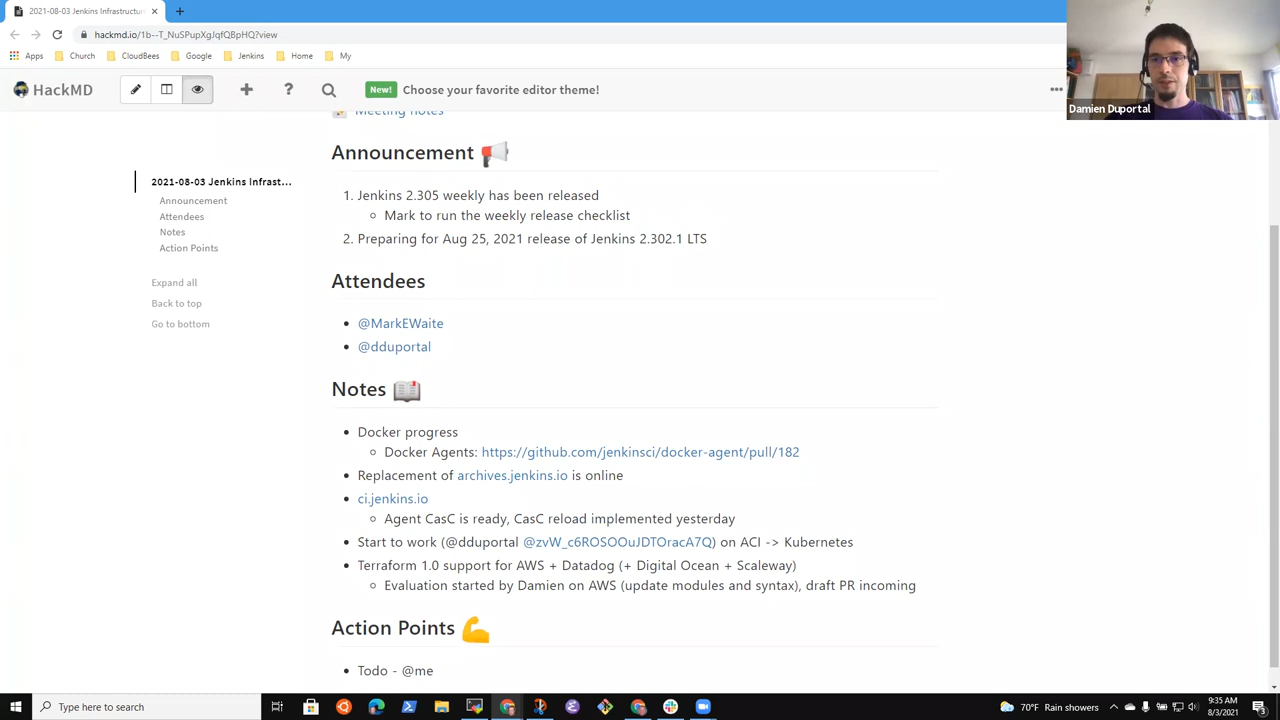 2021-08-03 Jenkins Infrastructur
hackmd.io/1b--T_NuSPupXgJqfQBpHQ?view
Apps
Church
CloudBees
Google
Jenkins
Home
My
HackMD
New!
Choose your favorite editor theme!
Damien Duportal
2021-08-03 Jenkins Infrast...
Announcement
Attendees
Notes
Action Points
Expall all
Back to top
Go to bottom
Meeting notes
Announcement
1. Jenkins 2.305 weekly has been released
Mark to run the weekly release checklist
2. Preparing for Aug 25, 2021 release of Jenkins 2.302.1 LTS
Attendees
@MarkEWaite
@dduportal
Notes
Docker progress
Docker Agents: https://github.com/jenkinsci/docker-agent/pull/182
Replacement of archives.jenkins.io is online
ci.jenkins.io
Agent CasC is ready, CasC reload implemented yesterday
Start to work (@dduportal @zvW_c6ROSOOuJDTOracA7Q) on ACI -> Kubernetes
Terraform 1.0 support for AWS + Datadog (+ Digital Ocean + Scaleway)
Evaluation started by Damien on AWS (update modules and syntax), draft PR incoming
Action Points
Todo - @me
Type here to search
70°F Rain showers
9:35 AM
8/3/2021
3